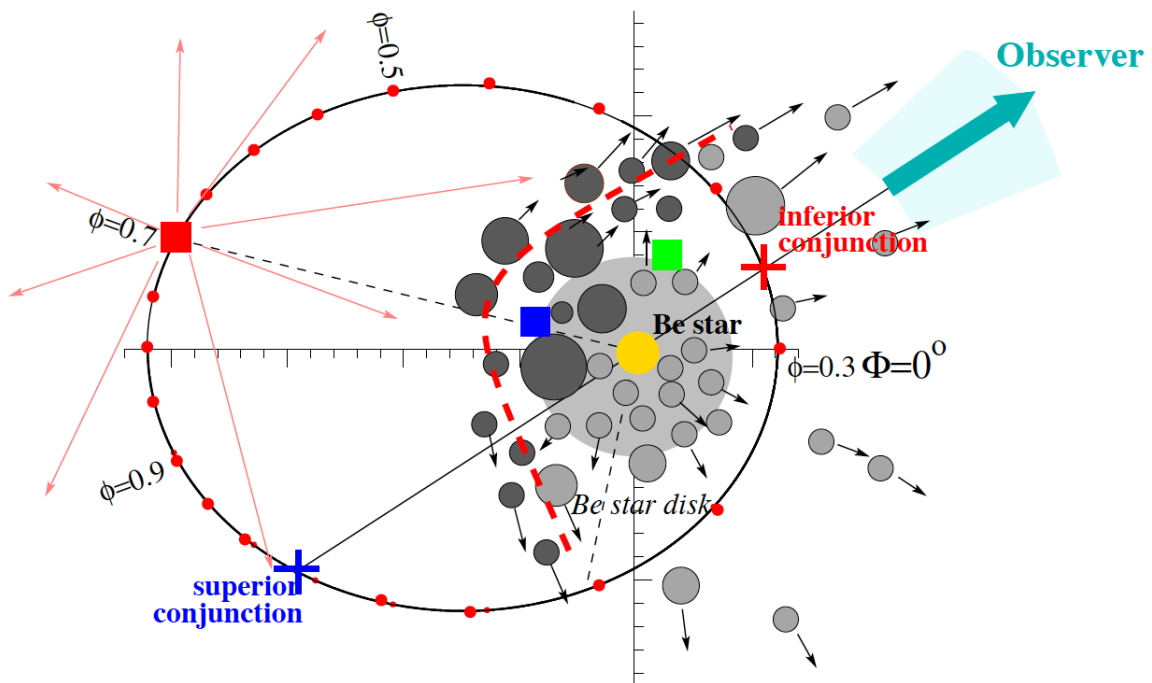 ϕ=0.5
Observer
ϕ=0.7
inferior
conjunction
Be star
ϕ=0.3 Φ=0°
ϕ=0.9
Be star disk
superior
conjunction